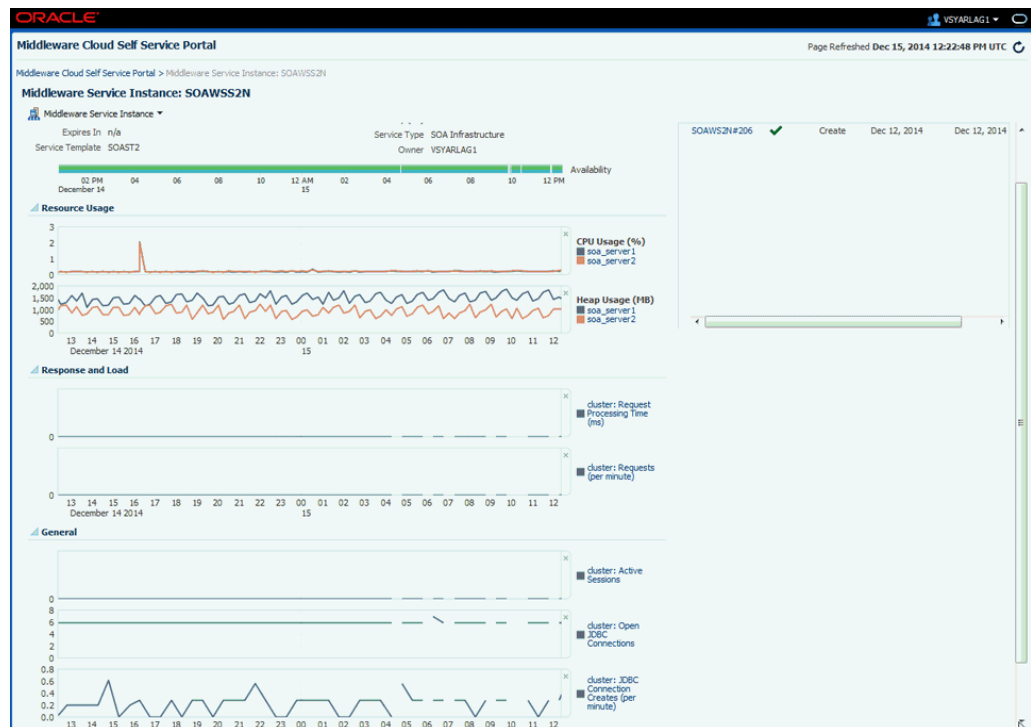 ORACLE
VSYARLAG1
Middleware Cloud Self Service Portal
Page Refreshed Dec 15, 2014 12:22:48 PM UTC
Middleware Cloud Self Service Portal > Middleware Service Instance: SOAWSS2N
Middleware Service Instance: SOAWSS2N
Middleware Service Instance
Expires In n/a
Service Type SOA Infrastructure
Service Template SOAST2
Owner VSYARLAG1
SOAWS2N#206 Create Dec 12, 2014 Dec 12, 2014
Availability
02 PM 04 06 08 10 12 AM 02 04 06 08 10 12 PM
December 14 15
Resource Usage
3
2
1
0
CPU Usage (%)
soa_server1
soa_server2
2,000
1,500
1,000
500
0
Heap Usage (MB)
soa_server1
soa_server2
13 14 15 16 17 18 19 20 21 22 23 00 01 02 03 04 05 06 07 08 09 10 11 12
December 14 2014 15
Response and Load
0
cluster: Request
Processing Time
(ms)
0
cluster: Requests
(per minute)
13 14 15 16 17 18 19 20 21 22 23 00 01 02 03 04 05 06 07 08 09 10 11 12
December 14 2014 15
General
0
cluster: Active
Sessions
8
6
4
2
0
cluster: Open
JDBC
Connections
0.8
0.6
0.4
0.2
0.0
cluster: JDBC
Connection
Creates (per
minute)
13 14 15 16 17 18 19 20 21 22 23 00 01 02 03 04 05 06 07 08 09 10 11 12